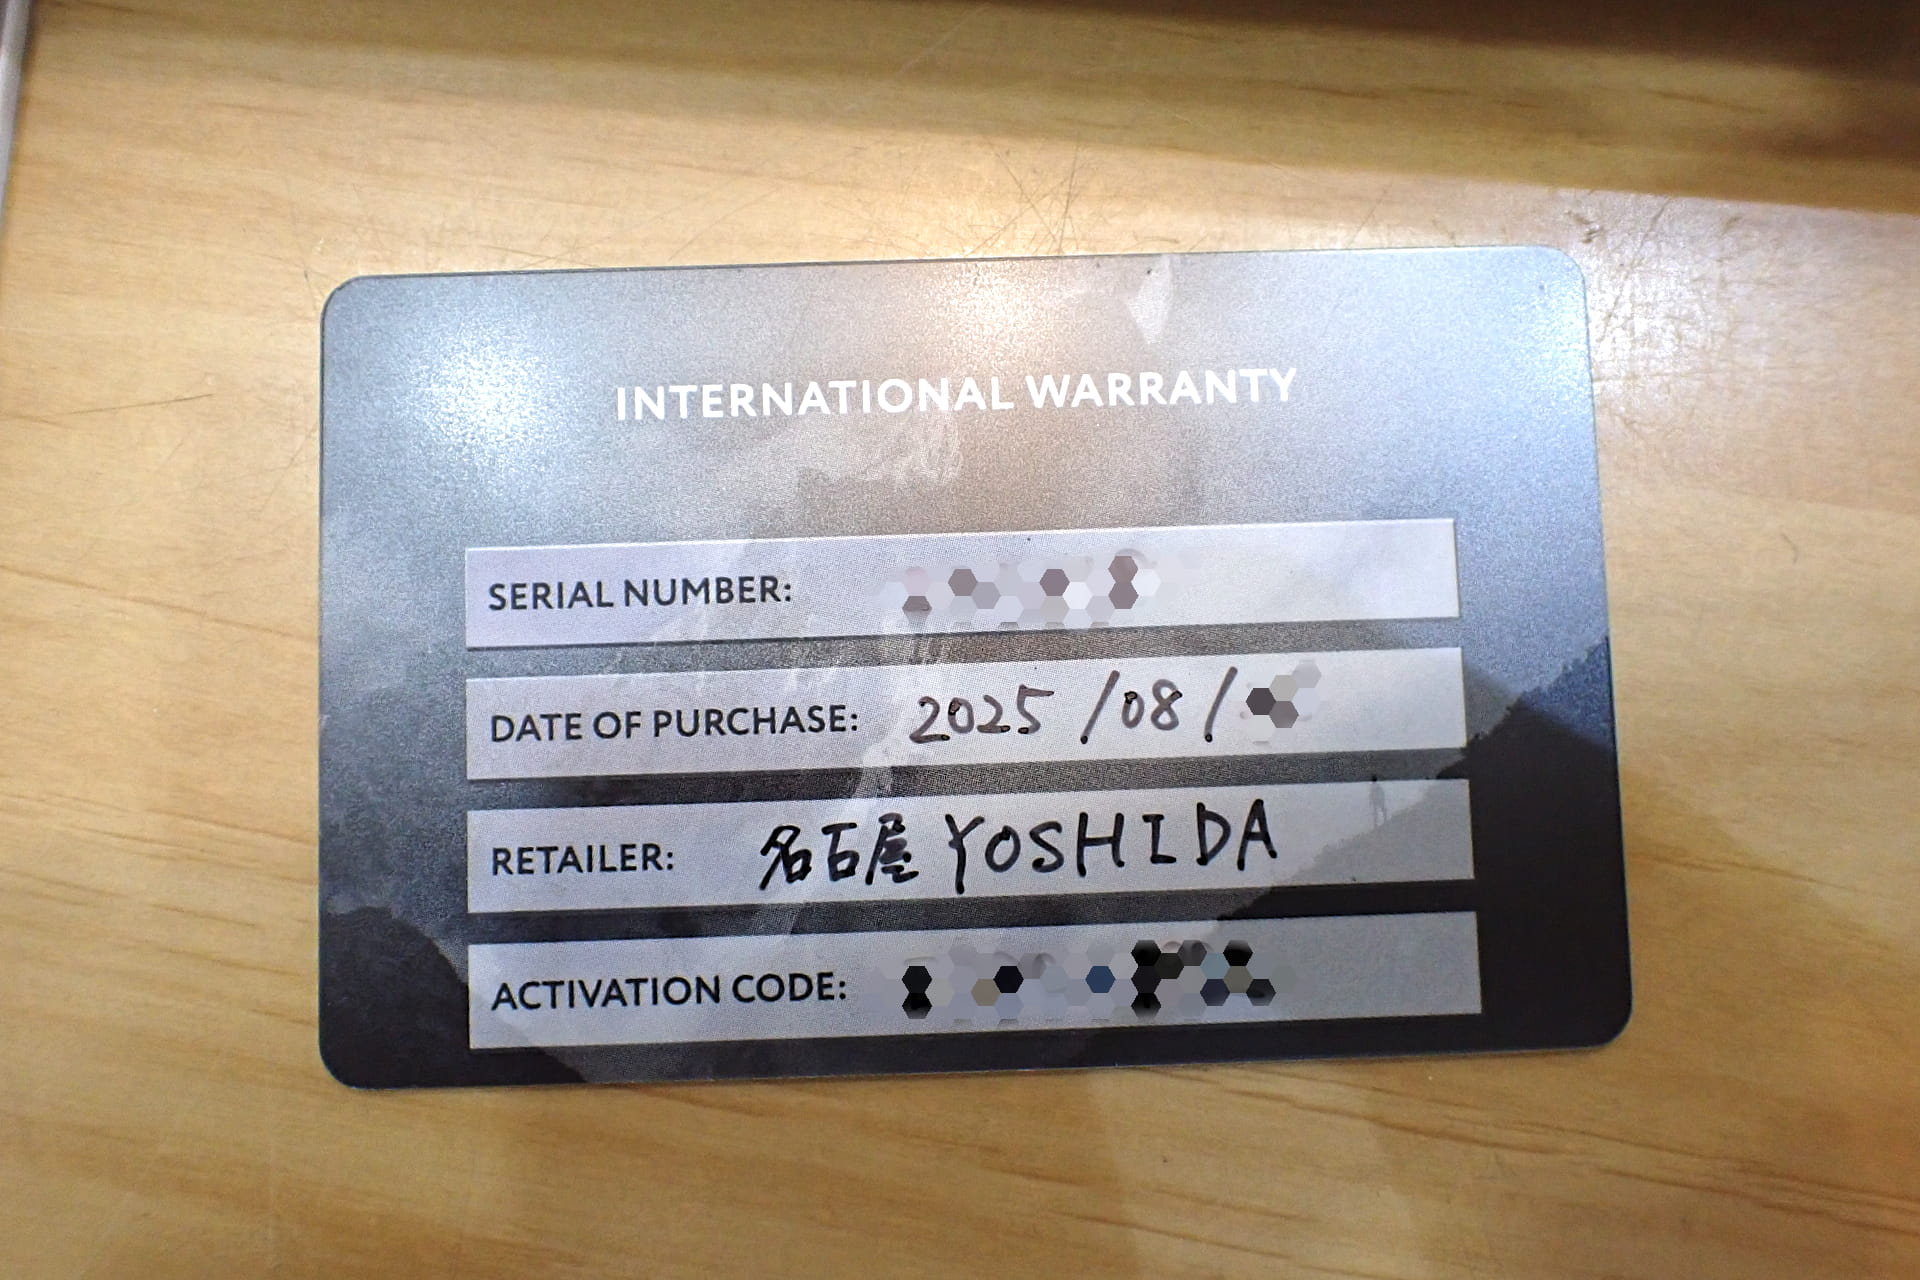 INTERNATIONAL WARRANTY
SERIAL NUMBER:
DATE OF PURCHASE: 2025/08/
RETAILER: 名古屋 YOSHIDA
ACTIVATION CODE: